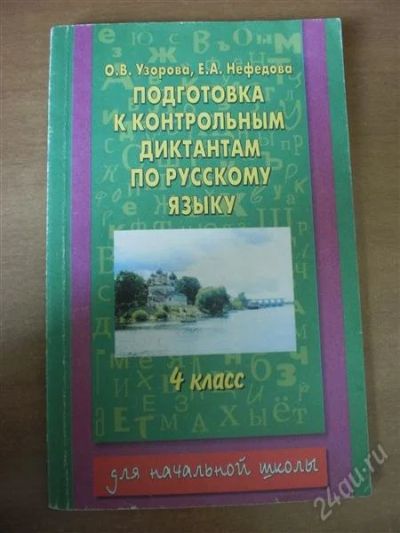 О.В. Узорова, Е.А. Нефедова
ПОДГОТОВКА
К КОНТРОЛЬНЫМ
ДИКТАНТАМ
ПО РУССКОМУ
ЯЗЫКУ
4 класс
для начальной школы
24au.ru